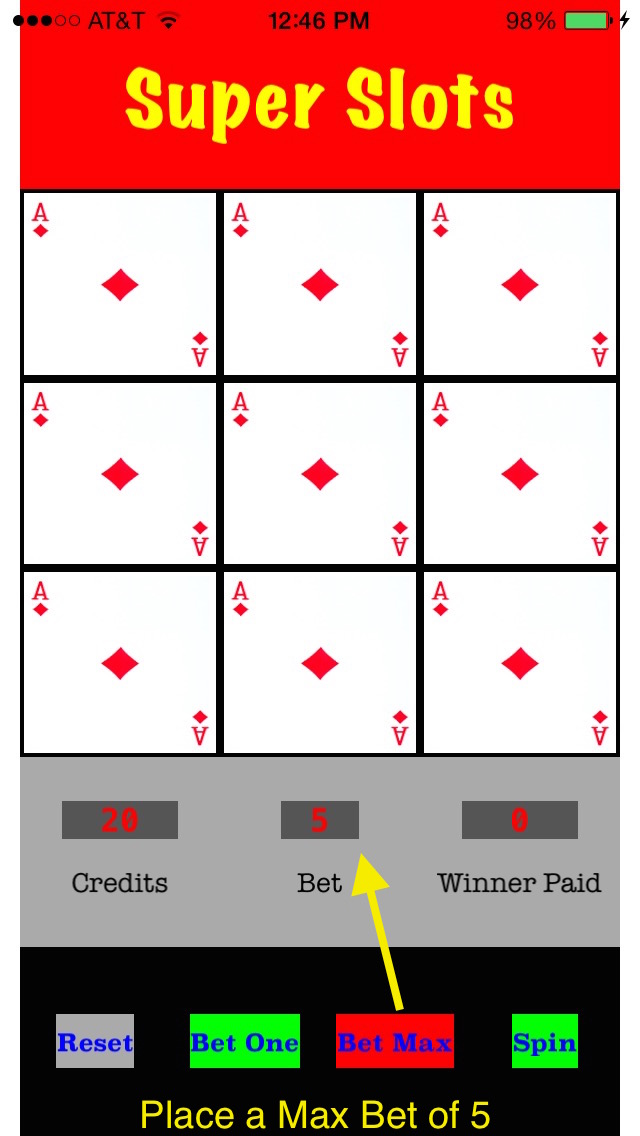 AT&T 12:46 PM 98%
Super Slots
A A A
A A A
A A A
A A A
A A A
A A A
20 5 0
Credits Bet Winner Paid
Reset Bet One Bet Max Spin
Place a Max Bet of 5